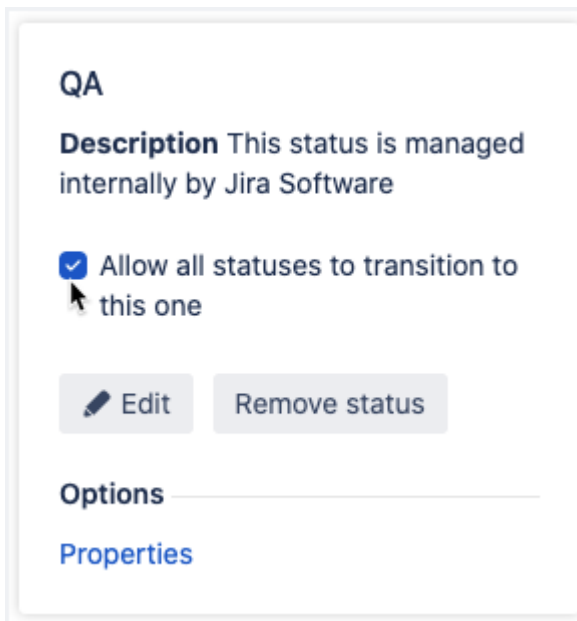 QA
Description This status is managed
internally by Jira Software
Allow all statuses to transition to
this one
Edit
Remove status
Options
Properties